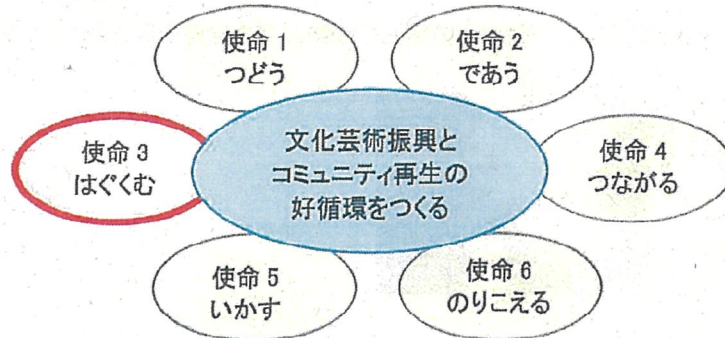 使命 1
つどう
使命 2
であう
使命 3
はぐくむ
文化芸術振興と
コミュニティ再生の
好循環をつくる
使命 4
つながる
使命 5
いかす
使命 6
のりこえる